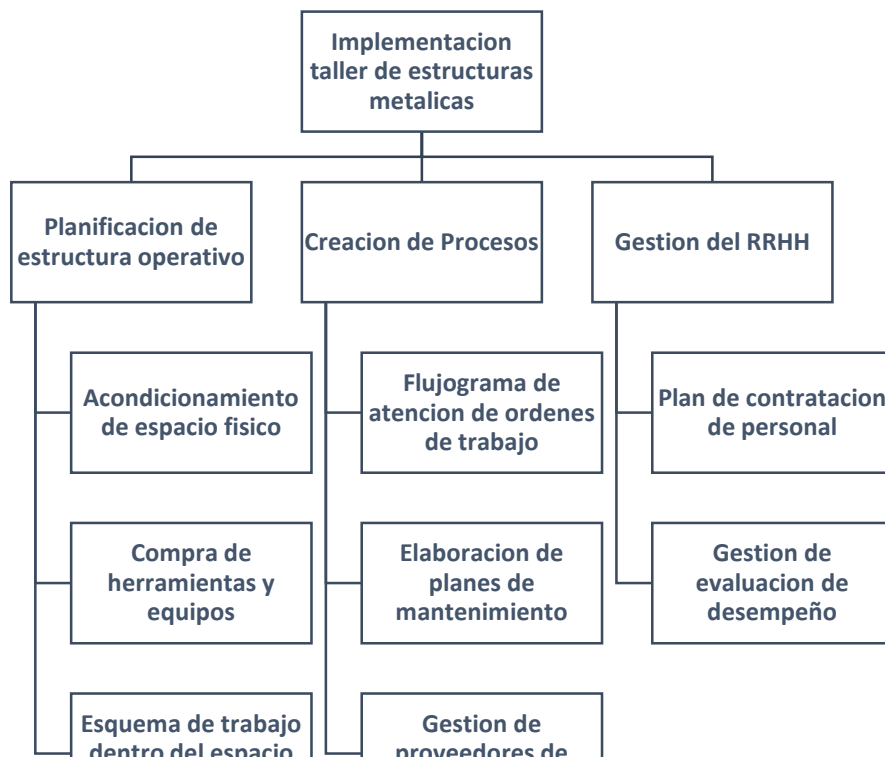 Implementacion
taller de estructuras
metalicas
Planificacion de
estructura operativo
Creacion de Procesos
Gestion del RRHH
Acondicionamiento
de espacio fisico
Flujograma de
atencion de ordenes
de trabajo
Plan de contratacion
de personal
Compra de
herramientas y
equipos
Elaboracion de
planes de
mantenimiento
Gestion de
evaluacion de
desempeño
Esquema de trabajo
dentro del espacio
Gestion de
proveedores de